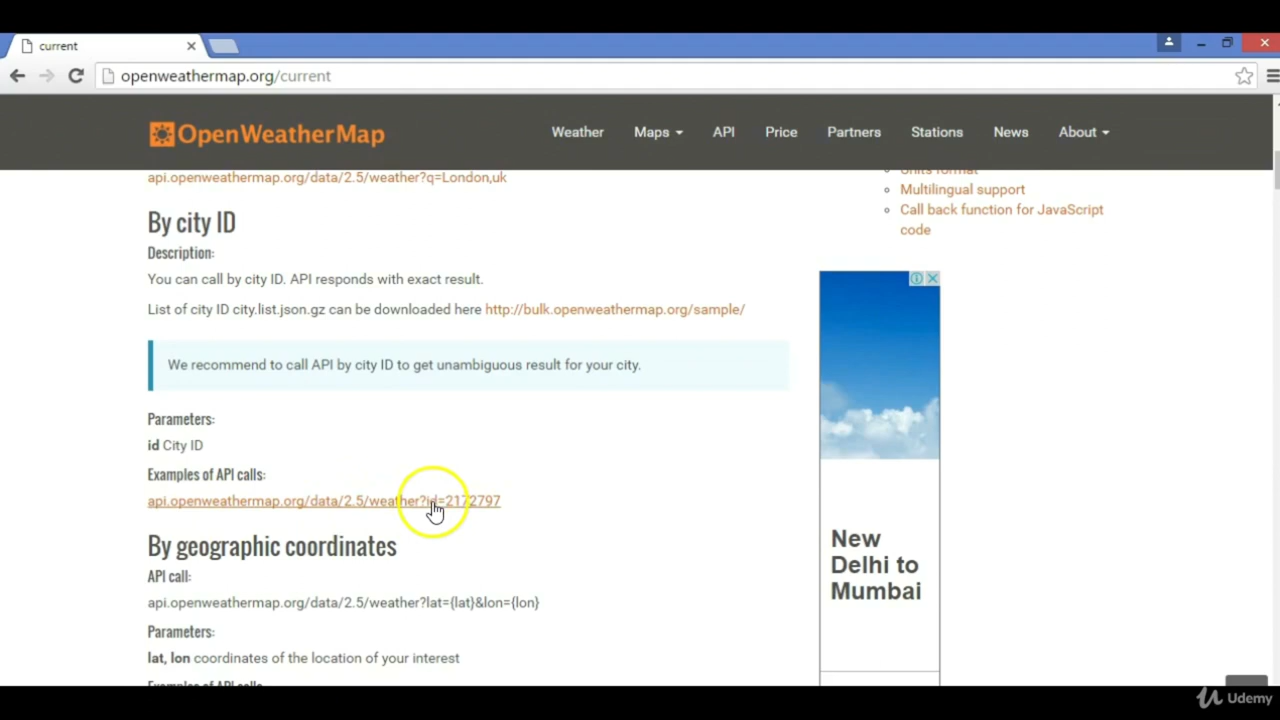 current
openweathermap.org/current
OpenWeatherMap
Weather Maps API Price Partners Stations News About
api.openweathermap.org/data/2.5/weather?q=London,uk
Units format
Multilingual support
Call back function for JavaScript
code
By city ID
Description:
You can call by city ID. API responds with exact result.
List of city ID city.list.json.gz can be downloaded here http://bulk.openweathermap.org/sample/
We recommend to call API by city ID to get unambiguous result for your city.
Parameters:
id City ID
Examples of API calls:
api.openweathermap.org/data/2.5/weather?id=2172797
By geographic coordinates
API call:
api.openweathermap.org/data/2.5/weather?lat={lat}&lon={lon}
Parameters:
lat, lon coordinates of the location of your interest
Examples of API calls:
New
Delhi to
Mumbai
Udemy